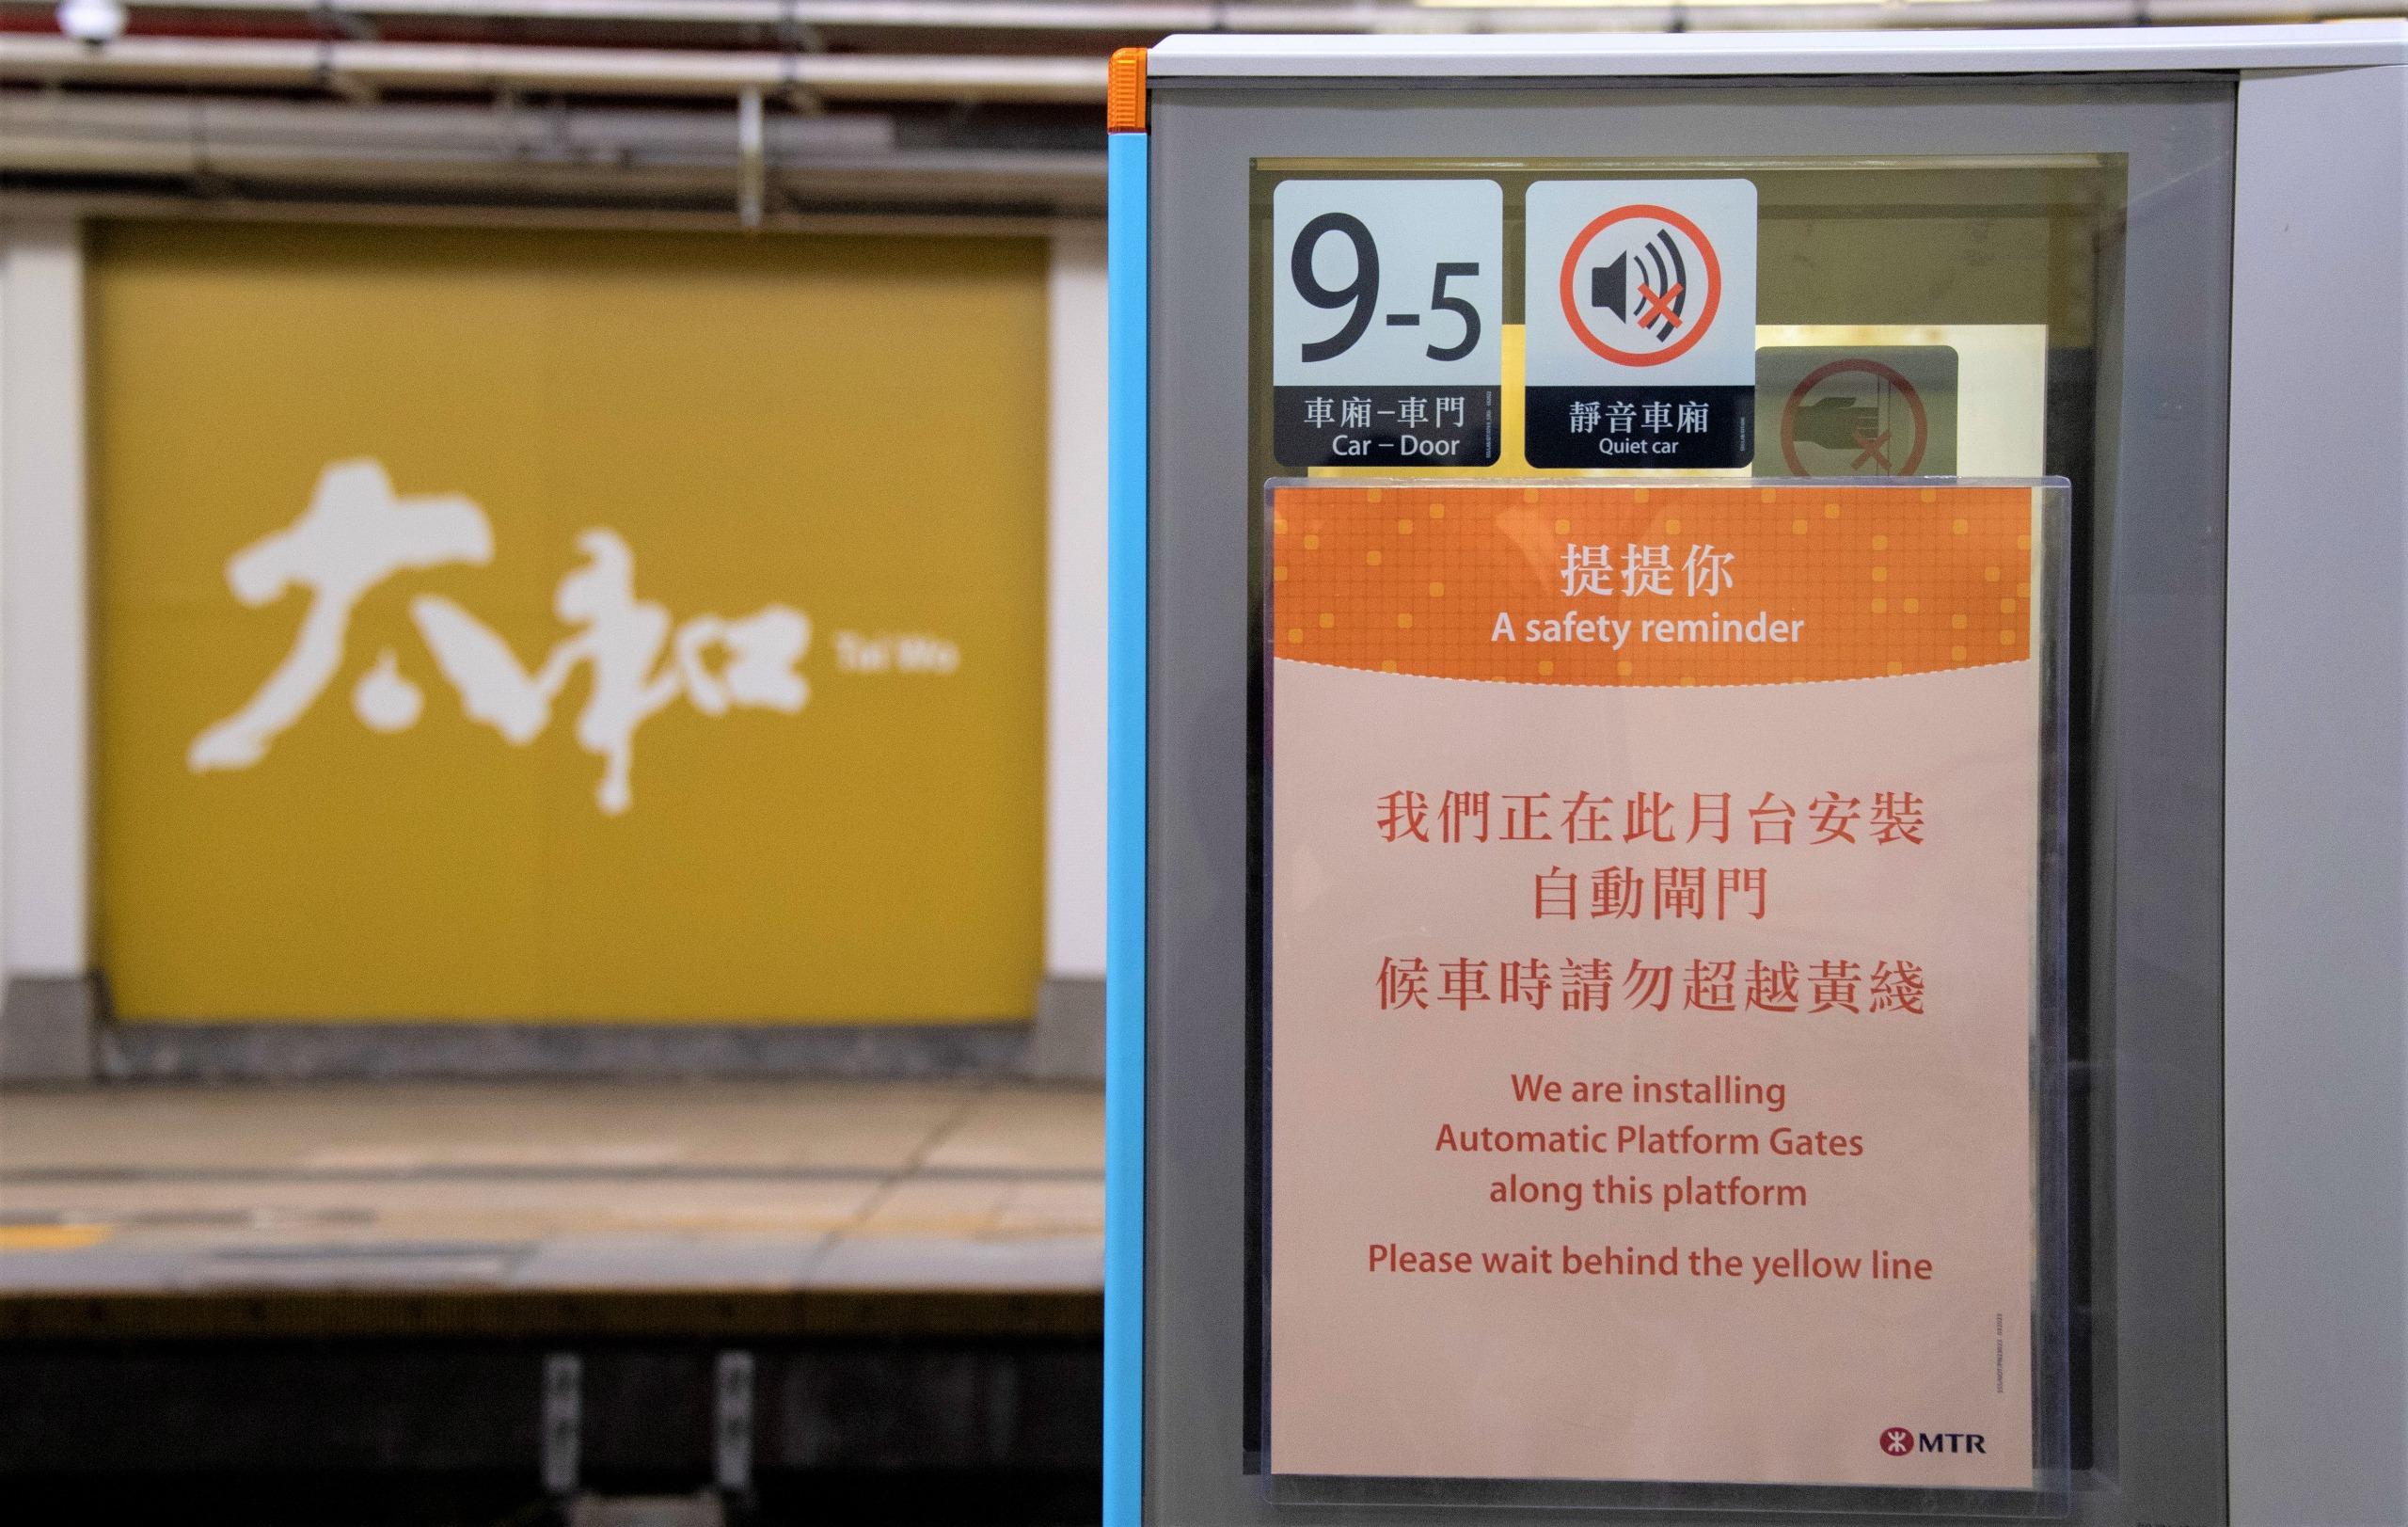 太和 Tai Wo
9-5
車廂–車門
Car – Door
靜音車廂
Quiet car
提提你
A safety reminder
我們正在此月台安裝
自動閘門
候車時請勿超越黃綫
We are installing
Automatic Platform Gates
along this platform
Please wait behind the yellow line
MTR